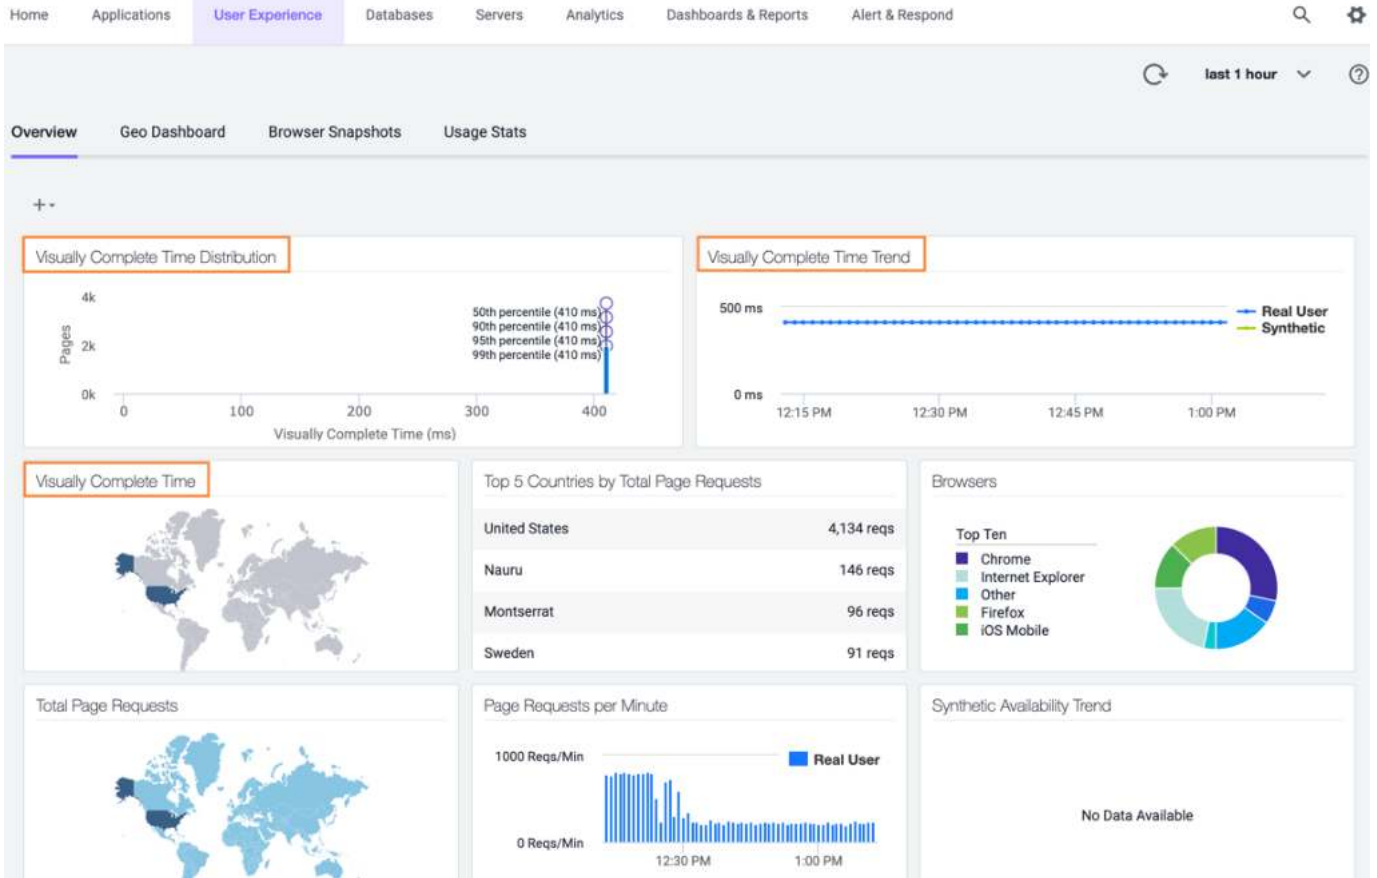 Home Applications User Experience Databases Servers Analytics Dashboards & Reports Alert & Respond
last 1 hour
Overview Geo Dashboard Browser Snapshots Usage Stats
Visually Complete Time Distribution
4k
2k
0k
Pages
50th percentile (410 ms)
90th percentile (410 ms)
95th percentile (410 ms)
99th percentile (410 ms)
0 100 200 300 400
Visually Complete Time (ms)
Visually Complete Time Trend
500 ms
0 ms
Real User
Synthetic
12:15 PM 12:30 PM 12:45 PM 1:00 PM
Visually Complete Time
Top 5 Countries by Total Page Requests
United States 4,134 reqs
Nauru 146 reqs
Montserrat 96 reqs
Sweden 91 reqs
Browsers
Top Ten
Chrome
Internet Explorer
Other
Firefox
iOS Mobile
Total Page Requests
Page Requests per Minute
1000 Reqs/Min
Real User
0 Reqs/Min
12:30 PM 1:00 PM
Synthetic Availability Trend
No Data Available